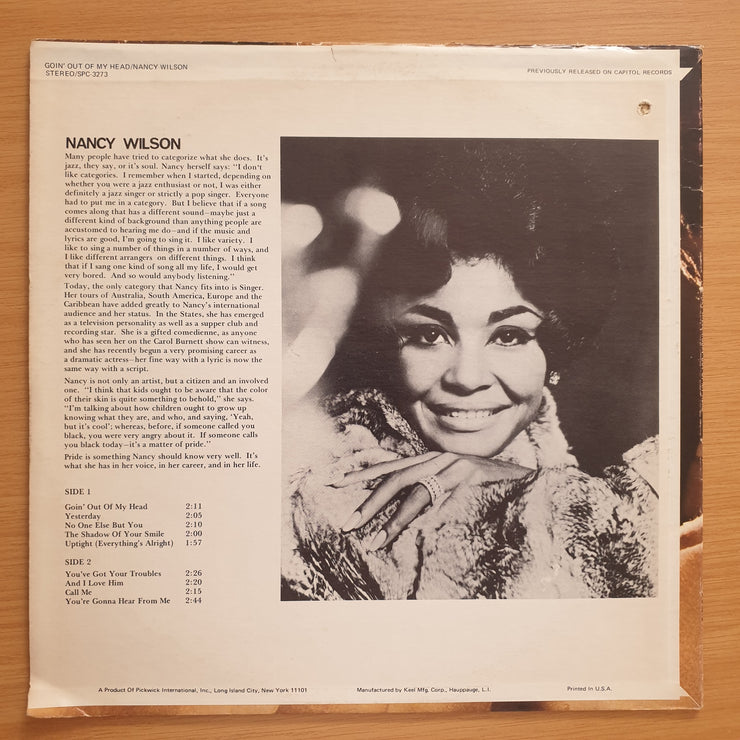 GOIN' OUT OF MY HEAD/NANCY WILSON
STEREO/SPC-3273
PREVIOUSLY RELEASED ON CAPITOL RECORDS
NANCY WILSON
Many people have tried to categorize what she does. It's
jazz, they say, or it's soul. Nancy herself says: "I don't
like categories. I remember when I started, depending on
whether you were a jazz enthusiast or not, I was either
definitely a jazz singer or strictly a pop singer. Everyone
had to put me in a category. But I believe that if a song
comes along that has a different sound—maybe just a
different kind of background than anything people are
accustomed to hearing me do—and if the music and
lyrics are good, I'm going to sing it. I like variety. I
like to sing a number of things in a number of ways, and
I like different arrangers on different things. I think
that if I sang one kind of song all my life, I would get
very bored. And so would anybody listening."
Today, the only category that Nancy fits into is Singer.
Her tours of Australia, South America, Europe and the
Caribbean have added greatly to Nancy's international
audience and her status. In the States, she has emerged
as a television personality as well as a supper club and
recording star. She is a gifted comedienne, as anyone
who has seen her on the Carol Burnett show can witness,
and she has recently begun a very promising career as
a dramatic actress—her fine way with a lyric is now the
same way with a script.
Nancy is not only an artist, but a citizen and an involved
one. "I think that kids ought to be aware that the color
of their skin is quite something to behold," she says.
"I'm talking about how children ought to grow up
knowing what they are, and who, and saying, 'Yeah,
but it's cool'; whereas, before, if someone called you
black, you were very angry about it. If someone calls
you black today—it's a matter of pride."
Pride is something Nancy should know very well. It's
what she has in her voice, in her career, and in her life.
SIDE 1
Goin' Out Of My Head 2:11
Yesterday 2:05
No One Else But You 2:10
The Shadow Of Your Smile 2:00
Uptight (Everything's Alright) 1:57
SIDE 2
You've Got Your Troubles 2:26
And I Love Him 2:20
Call Me 2:15
You're Gonna Hear From Me 2:44
A Product Of Pickwick International, Inc., Long Island City, New York 11101
Manufactured by Keel Mfg. Corp., Hauppauge, L.I.
Printed In U.S.A.